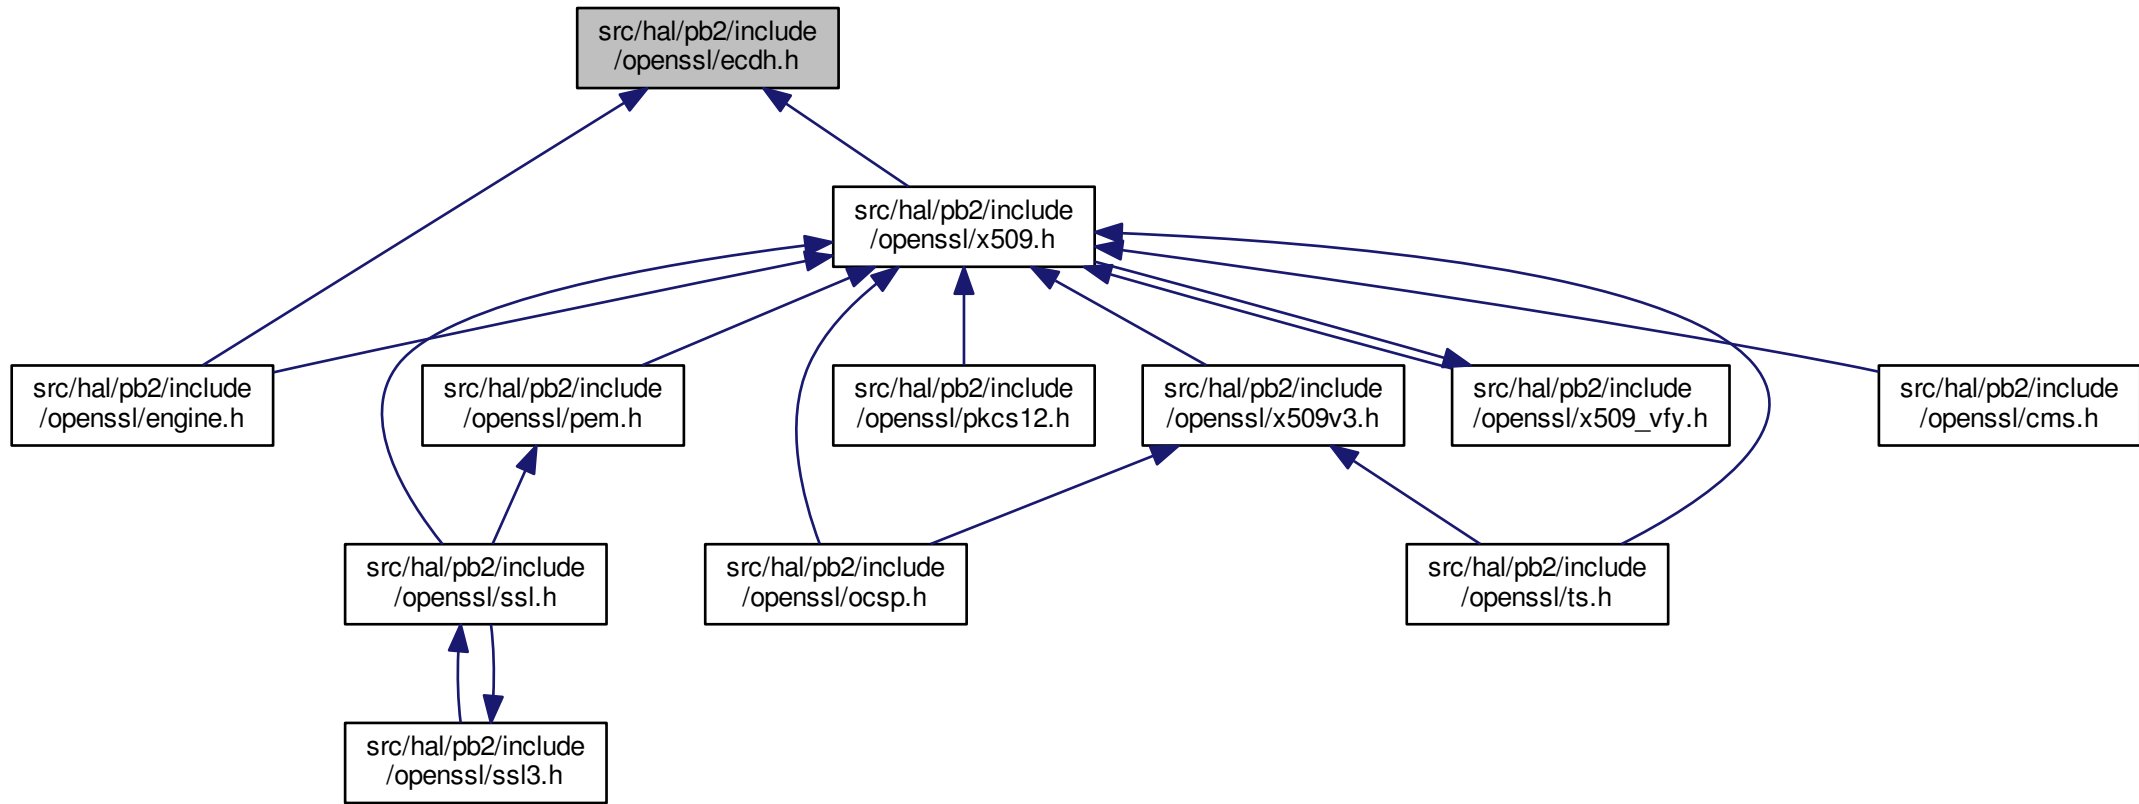 src/hal/pb2/include
/openssl/ecdh.h
src/hal/pb2/include
/openssl/x509.h
src/hal/pb2/include
/openssl/engine.h
src/hal/pb2/include
/openssl/pem.h
src/hal/pb2/include
/openssl/pkcs12.h
src/hal/pb2/include
/openssl/x509v3.h
src/hal/pb2/include
/openssl/x509_vfy.h
src/hal/pb2/include
/openssl/cms.h
src/hal/pb2/include
/openssl/ssl.h
src/hal/pb2/include
/openssl/ocsp.h
src/hal/pb2/include
/openssl/ts.h
src/hal/pb2/include
/openssl/ssl3.h